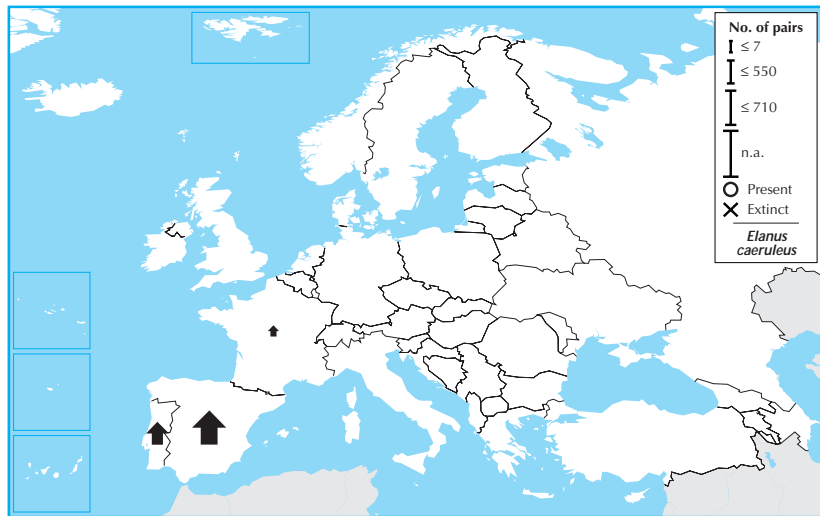 No. of pairs
≤ 7
≤ 550
≤ 710
n.a.
Present
Extinct
Elanus
caeruleus